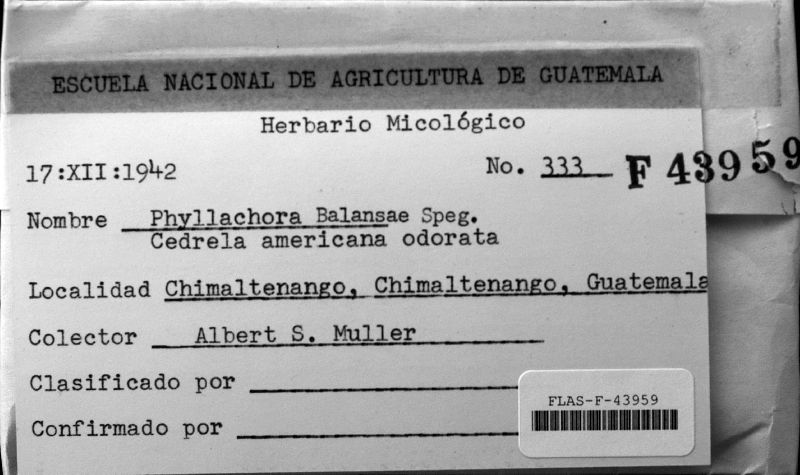 ESCUELA NACIONAL DE AGRICULTURA DE GUATEMALA
Herbario Micológico
17:XII:1942 No. 333 F 43959
Nombre Phyllachora Balansae Speg.
Cedrela americana odorata
Localidad Chimaltenango, Chimaltenango, Guatemala
Colector Albert S. Muller
Clasificado por
Confirmado por
FLAS-F-43959